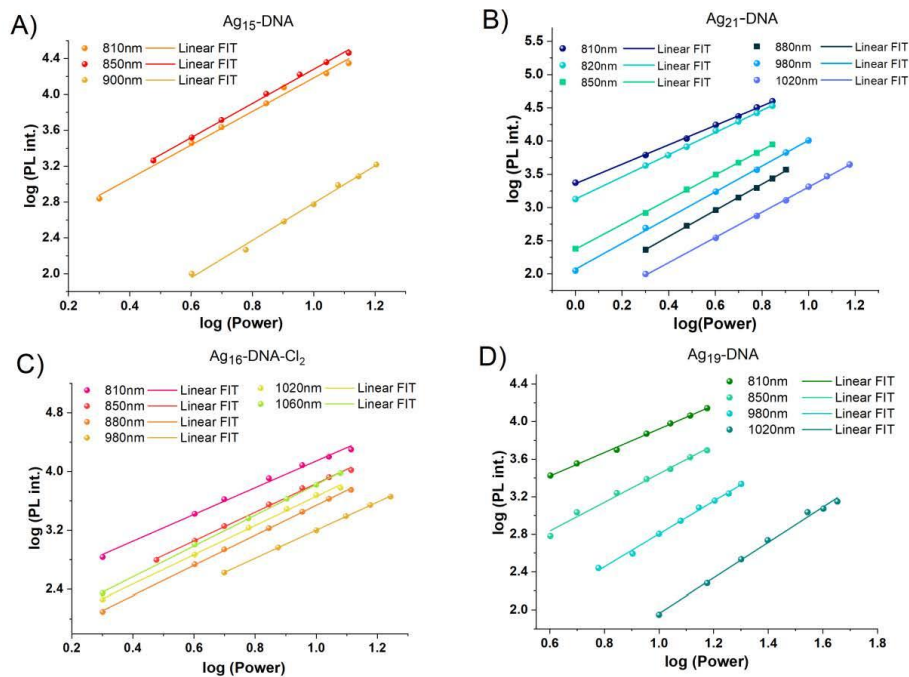 A)
Ag₁₅-DNA
810nm Linear FIT
850nm Linear FIT
900nm Linear FIT
log (PL int.)
4.4
3.6
2.8
2.0
0.2 0.4 0.6 0.8 1.0 1.2 1.4
log (Power)
B)
Ag₂₁-DNA
810nm Linear FIT 880nm Linear FIT
820nm Linear FIT 980nm Linear FIT
850nm Linear FIT 1020nm Linear FIT
log (PL int.)
5.5
5.0
4.5
4.0
3.5
3.0
2.5
2.0
0.0 0.2 0.4 0.6 0.8 1.0 1.2
log(Power)
C)
Ag₁₆-DNA-Cl₂
810nm Linear FIT 1020nm Linear FIT
850nm Linear FIT 1060nm Linear FIT
880nm Linear FIT
980nm Linear FIT
log (PL int.)
4.8
4.0
3.2
2.4
0.2 0.4 0.6 0.8 1.0 1.2
log (Power)
D)
Ag₁₉-DNA
810nm Linear FIT
850nm Linear FIT
980nm Linear FIT
1020nm Linear FIT
log (PL int.)
4.4
3.8
3.2
2.6
2.0
0.6 0.8 1.0 1.2 1.4 1.6 1.8
log (Power)